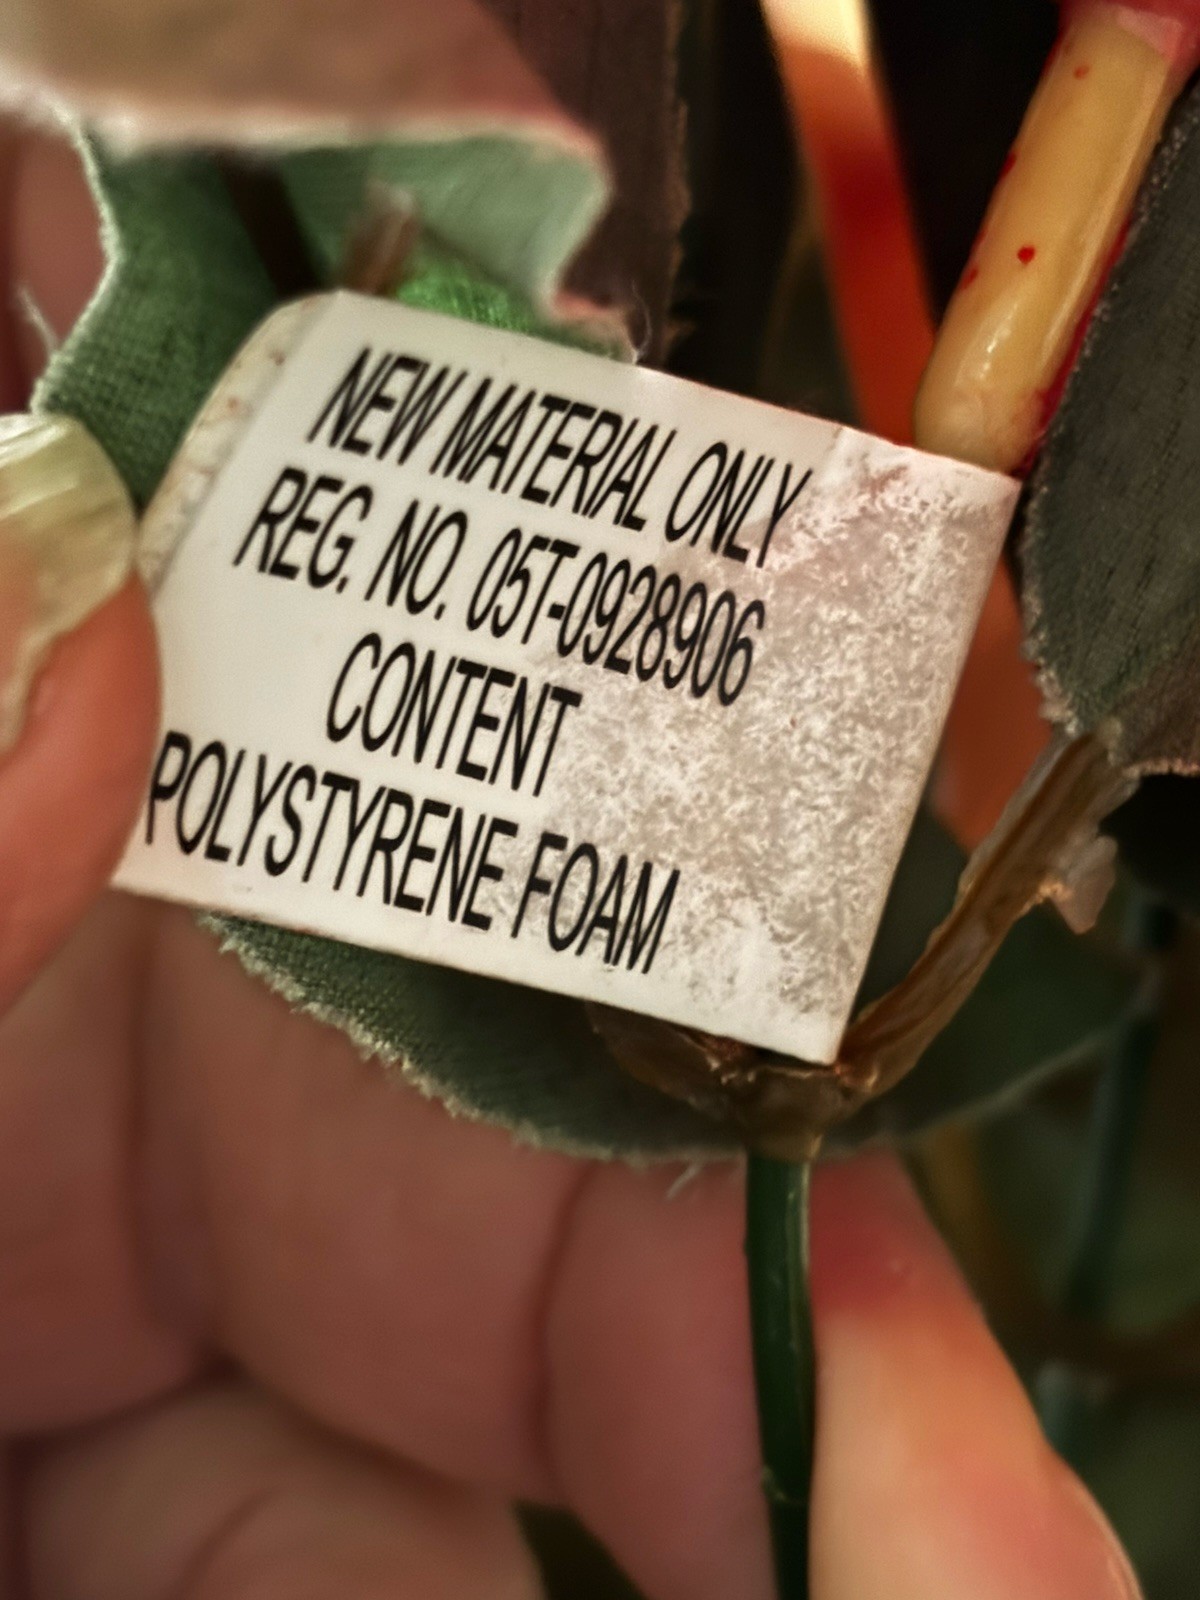 NEW MATERIAL ONLY
REG. NO. 05T-0928906
CONTENT
POLYSTYRENE FOAM